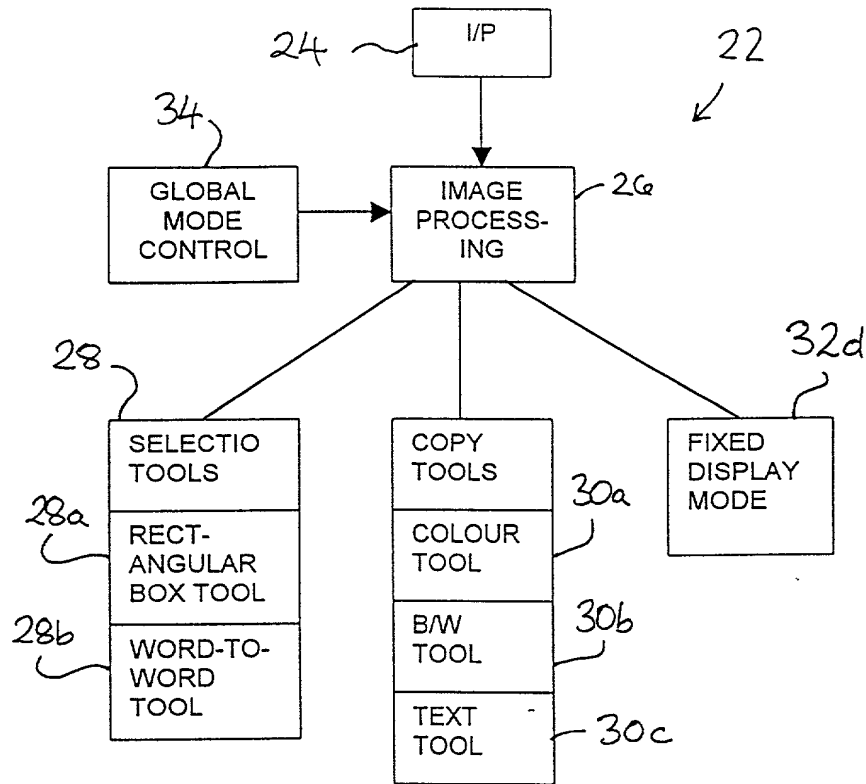 I/P
24
22
34
GLOBAL
MODE
CONTROL
IMAGE
PROCESS-
ING
26
28
SELECTIO
TOOLS
28a
RECT-
ANGULAR
BOX TOOL
28b
WORD-TO-
WORD
TOOL
COPY
TOOLS
30a
COLOUR
TOOL
30b
B/W
TOOL
TEXT
TOOL
30c
32d
FIXED
DISPLAY
MODE